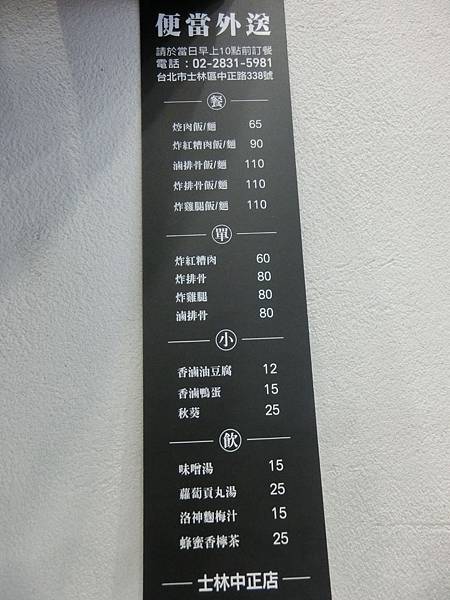 便當外送
請於當日早上10點前訂餐
電話：02-2831-5981
台北市士林區中正路338號
餐
焢肉飯/麵 65
炸紅糟肉飯/麵 90
滷排骨飯/麵 110
炸排骨飯/麵 110
炸雞腿飯/麵 110
單
炸紅糟肉 60
炸排骨 80
炸雞腿 80
滷排骨 80
小
香滷油豆腐 12
香滷鴨蛋 15
秋葵 25
飲
味噌湯 15
蘿蔔貢丸湯 25
洛神麴梅汁 15
蜂蜜香檸茶 25
士林中正店